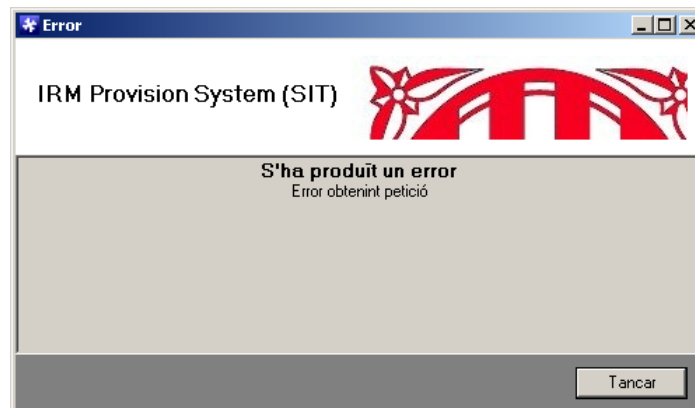 Error
IRM Provision System (SIT)
S'ha produït un error
Error obtenint petició
Tancar